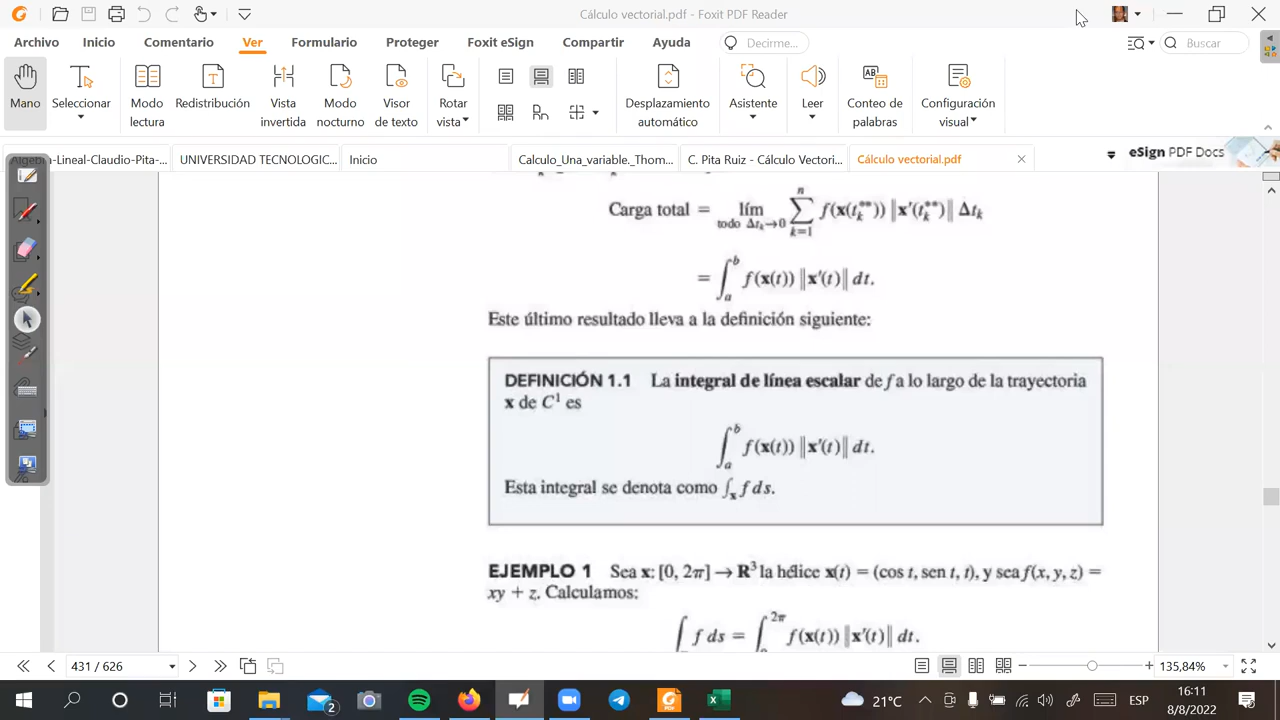 Cálculo vectorial.pdf - Foxit PDF Reader
Archivo Inicio Comentario Ver Formulario Proteger Foxit eSign Compartir Ayuda Decirme... Buscar
Mano Seleccionar Modo lectura Redistribución Vista invertida Modo nocturno Visor de texto Rotar vista Desplazamiento automático Asistente Leer Conteo de palabras Configuración visual
Algebra-Lineal-Claudio-Pita-... UNIVERSIDAD TECNOLOGIC... Inicio Calculo_Una_variable._Thom... C. Pita Ruiz - Cálculo Vectori... Cálculo vectorial.pdf eSign PDF Docs
Carga total = lím todo Δt_k→0 ∑ k=1 n f(x(t_k**)) ‖x′(t_k**)‖ Δt_k
= ∫_a^b f(x(t)) ‖x′(t)‖ dt.
Este último resultado lleva a la definición siguiente:
DEFINICIÓN 1.1 La integral de línea escalar de f a lo largo de la trayectoria
x de C¹ es
∫_a^b f(x(t)) ‖x′(t)‖ dt.
Esta integral se denota como ∫_x f ds.
EJEMPLO 1 Sea x: [0, 2π] → R³ la hélice x(t) = (cos t, sen t, t), y sea f(x, y, z) =
xy + z. Calculamos:
∫ f ds = ∫^2π f(x(t)) ‖x′(t)‖ dt.
431 / 626 135,84%
2 21°C ESP 16:11
8/8/2022